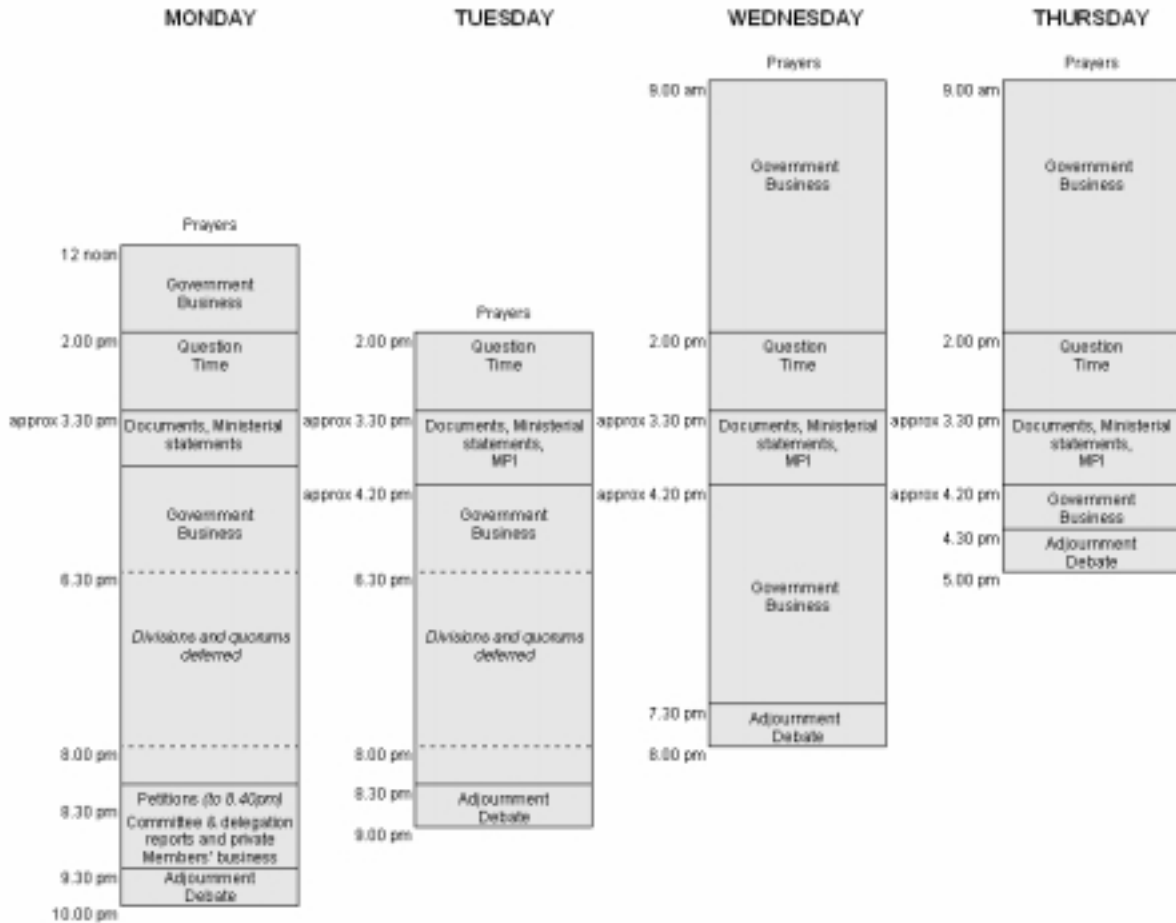 MONDAY
TUESDAY
WEDNESDAY
THURSDAY
Prayers
12 noon
Government
Business
2.00 pm
Question
Time
approx 3.30 pm
Documents, Ministerial
statements
Government
Business
6.30 pm
Divisions and quorums
deferred
8.00 pm
Petitions (to 8.40pm)
8.30 pm
Committee & delegation
reports and private
Members' business
9.30 pm
Adjournment
Debate
10.00 pm
Prayers
2.00 pm
Question
Time
approx 3.30 pm
Documents, Ministerial
statements,
MPI
approx 4.20 pm
Government
Business
6.30 pm
Divisions and quorums
deferred
8.00 pm
8.30 pm
Adjournment
Debate
9.00 pm
Prayers
9.00 am
Government
Business
2.00 pm
Question
Time
approx 3.30 pm
Documents, Ministerial
statements,
MPI
approx 4.20 pm
Government
Business
7.30 pm
Adjournment
Debate
8.00 pm
Prayers
9.00 am
Government
Business
2.00 pm
Question
Time
approx 3.30 pm
Documents, Ministerial
statements,
MPI
approx 4.20 pm
Government
Business
4.30 pm
Adjournment
Debate
5.00 pm